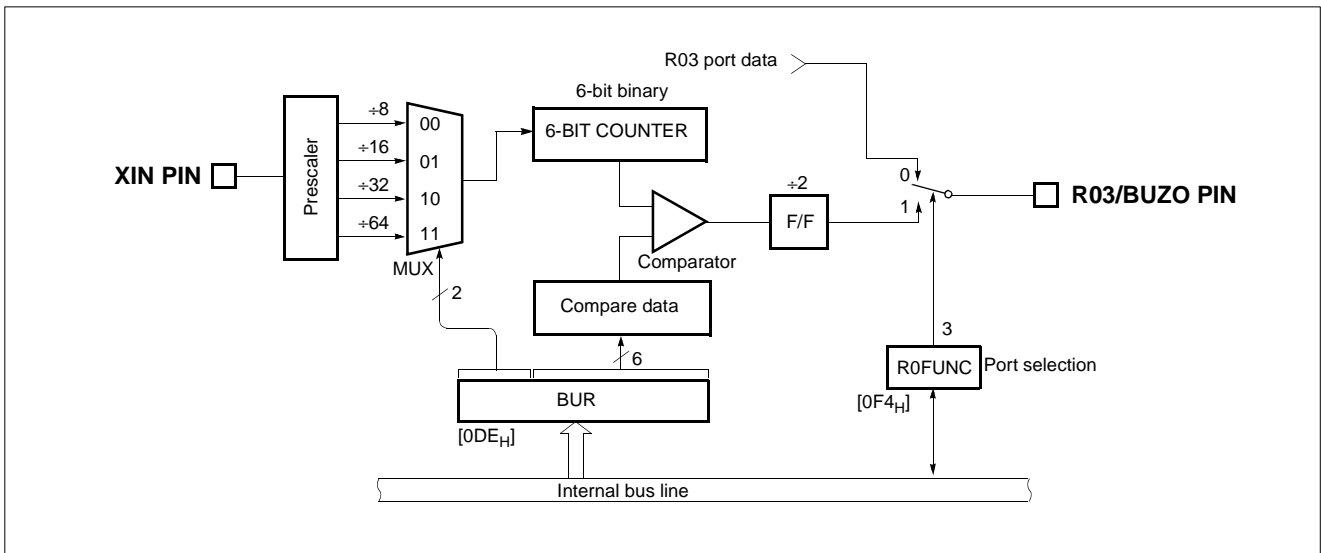 R03 port data
6-bit binary
÷8
00
6-BIT COUNTER
XIN PIN
Prescaler
÷16
01
÷32
10
÷64
11
MUX
2
Comparator
÷2
F/F
0
1
R03/BUZO PIN
Compare data
6
3
R0FUNC
Port selection
[0F4H]
BUR
[0DEH]
Internal bus line